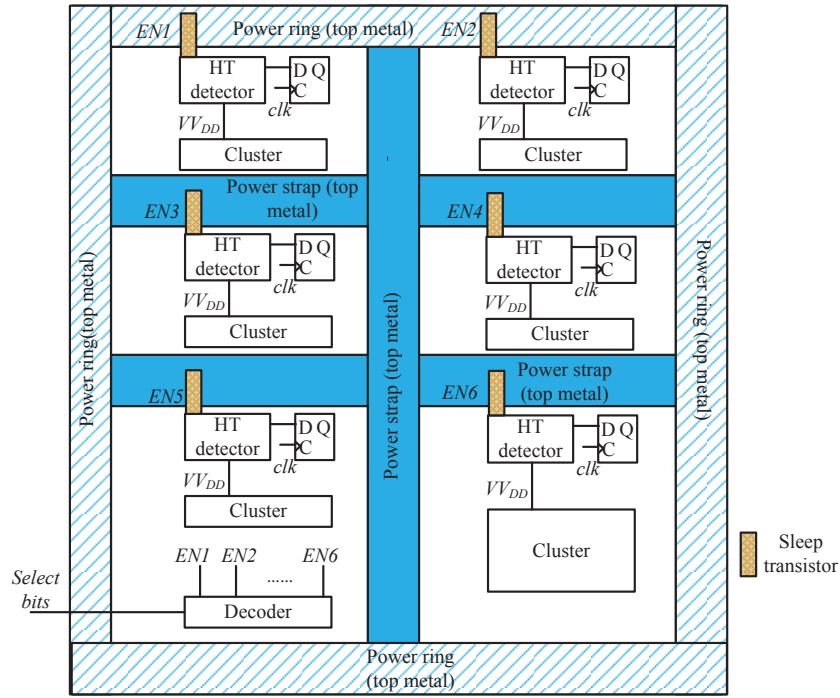 EN1
Power ring (top metal)
EN2
HT
detector
D Q
C
clk
VVDD
Cluster
HT
detector
D Q
C
clk
VVDD
Cluster
Power strap (top
metal)
EN3
EN4
HT
detector
D Q
C
clk
VVDD
Cluster
HT
detector
D Q
C
clk
VVDD
Cluster
Power ring(top metal)
Power strap (top metal)
Power ring (top metal)
EN5
Power strap
(top metal)
EN6
HT
detector
D Q
C
clk
VVDD
Cluster
HT
detector
D Q
C
clk
VVDD
Cluster
EN1 EN2 ...... EN6
Select
bits
Decoder
Sleep
transistor
Power ring
(top metal)